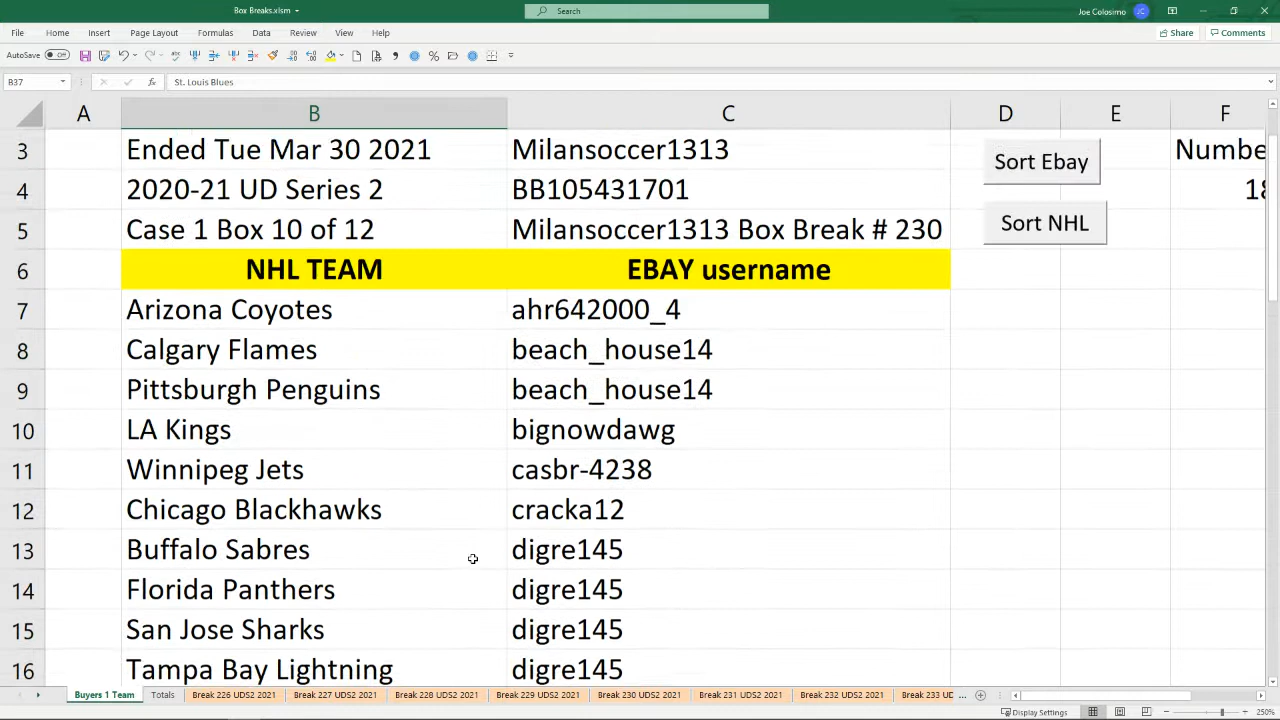 Box Breaks.xlsm
Search
Joe Colosimo
JC
File Home Insert Page Layout Formulas Data Review View Help
Share Comments
AutoSave Off
B37 fx St. Louis Blues
A B C D E F
3 Ended Tue Mar 30 2021 Milansoccer1313
4 2020-21 UD Series 2 BB105431701
5 Case 1 Box 10 of 12 Milansoccer1313 Box Break # 230
Sort Ebay
Sort NHL
6 NHL TEAM EBAY username
7 Arizona Coyotes ahr642000_4
8 Calgary Flames beach_house14
9 Pittsburgh Penguins beach_house14
10 LA Kings bignowdawg
11 Winnipeg Jets casbr-4238
12 Chicago Blackhawks cracka12
13 Buffalo Sabres digre145
14 Florida Panthers digre145
15 San Jose Sharks digre145
16 Tampa Bay Lightning digre145
Buyers 1 Team Totals Break 226 UDS2 2021 Break 227 UDS2 2021 Break 228 UDS2 2021 Break 229 UDS2 2021 Break 230 UDS2 2021 Break 231 UDS2 2021 Break 232 UDS2 2021 Break 233 UD ...
Display Settings 250%